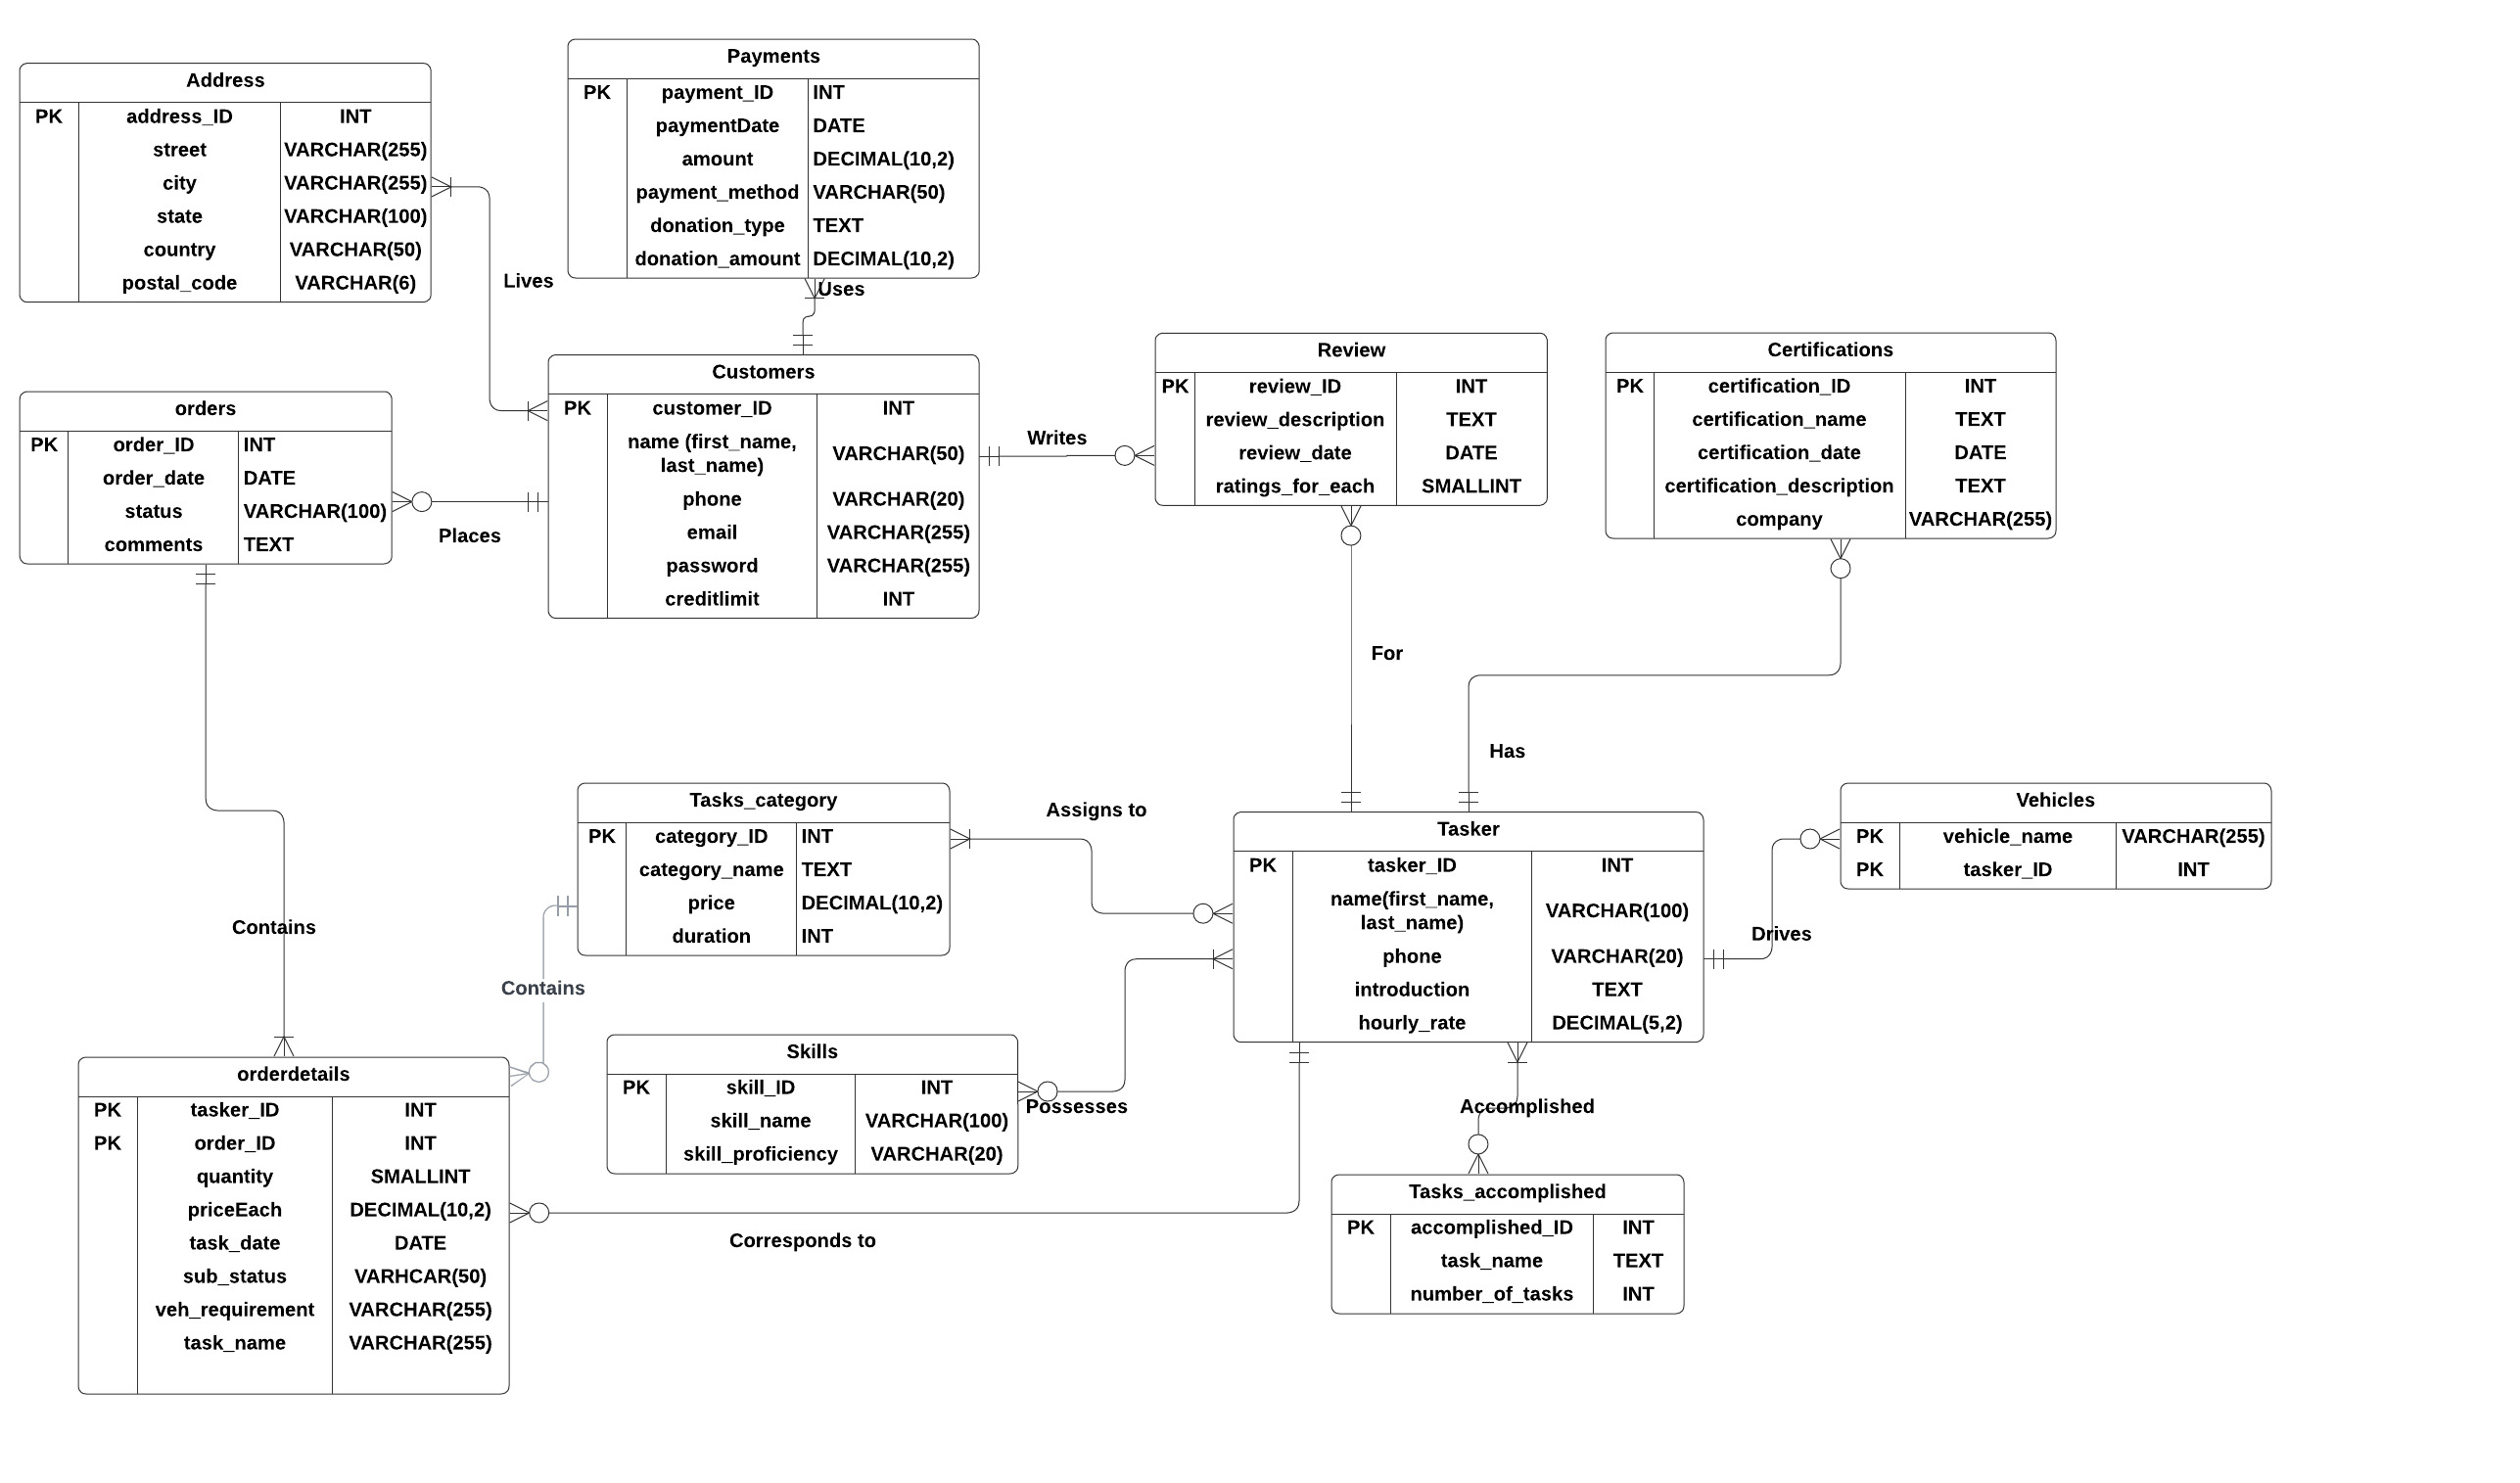 Address
PK address_ID INT
street VARCHAR(255)
city VARCHAR(255)
state VARCHAR(100)
country VARCHAR(50)
postal_code VARCHAR(6)
Payments
PK payment_ID INT
paymentDate DATE
amount DECIMAL(10,2)
payment_method VARCHAR(50)
donation_type TEXT
donation_amount DECIMAL(10,2)
Lives
Uses
orders
PK order_ID INT
order_date DATE
status VARCHAR(100)
comments TEXT
Places
Customers
PK customer_ID INT
name (first_name,
last_name) VARCHAR(50)
phone VARCHAR(20)
email VARCHAR(255)
password VARCHAR(255)
creditlimit INT
Writes
Review
PK review_ID INT
review_description TEXT
review_date DATE
ratings_for_each SMALLINT
Certifications
PK certification_ID INT
certification_name TEXT
certification_date DATE
certification_description TEXT
company VARCHAR(255)
For
Has
Tasks_category
PK category_ID INT
category_name TEXT
price DECIMAL(10,2)
duration INT
Assigns to
Tasker
PK tasker_ID INT
name(first_name,
last_name) VARCHAR(100)
phone VARCHAR(20)
introduction TEXT
hourly_rate DECIMAL(5,2)
Vehicles
PK vehicle_name VARCHAR(255)
PK tasker_ID INT
Drives
Contains
Contains
Skills
PK skill_ID INT
skill_name VARCHAR(100)
skill_proficiency VARCHAR(20)
Possesses
Accomplished
orderdetails
PK tasker_ID INT
PK order_ID INT
quantity SMALLINT
priceEach DECIMAL(10,2)
task_date DATE
sub_status VARHCAR(50)
veh_requirement VARCHAR(255)
task_name VARCHAR(255)
Corresponds to
Tasks_accomplished
PK accomplished_ID INT
task_name TEXT
number_of_tasks INT